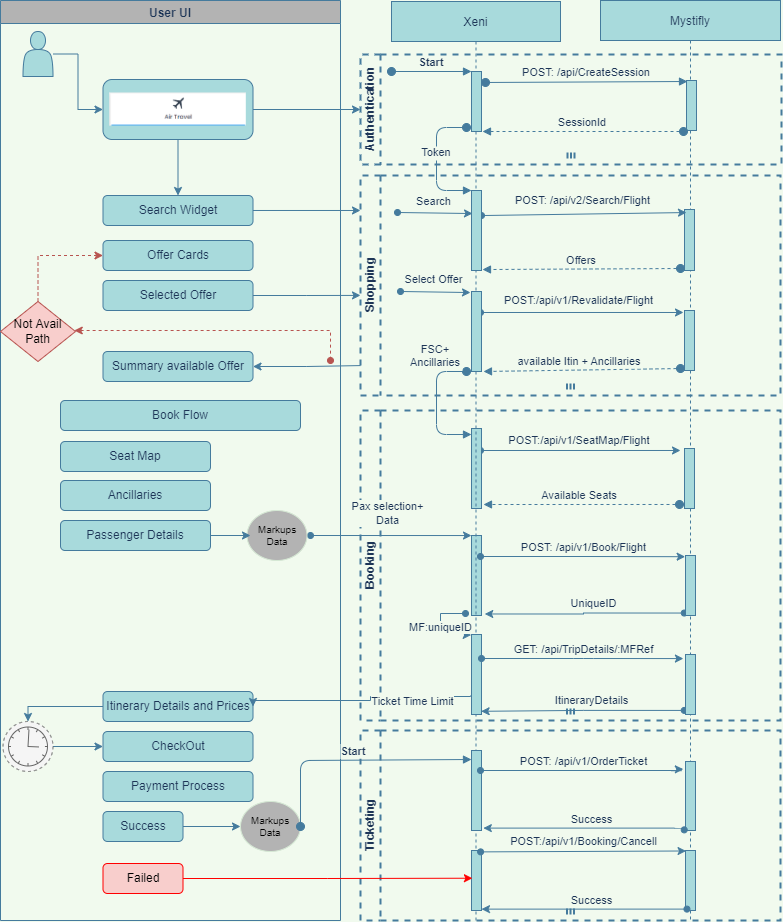 User UI
Xeni
Mystifly
Air Travel
Search Widget
Offer Cards
Selected Offer
Not Avail
Path
Summary available Offer
Book Flow
Seat Map
Ancillaries
Passenger Details
Markups
Data
Itinerary Details and Prices
CheckOut
Payment Process
Success
Markups
Data
Failed
Authentication
Start
POST: /api/CreateSession
SessionId
Token
Shopping
Search
POST: /api/v2/Search/Flight
Offers
Select Offer
POST:/api/v1/Revalidate/Flight
FSC+
Ancillaries
available Itin + Ancillaries
Booking
POST:/api/v1/SeatMap/Flight
Available Seats
Pax selection+
Data
POST: /api/v1/Book/Flight
UniqueID
MF:uniqueID
GET: /api/TripDetails/:MFRef
Ticket Time Limit
ItineraryDetails
Ticketing
Start
POST: /api/v1/OrderTicket
Success
POST:/api/v1/Booking/Cancell
Success